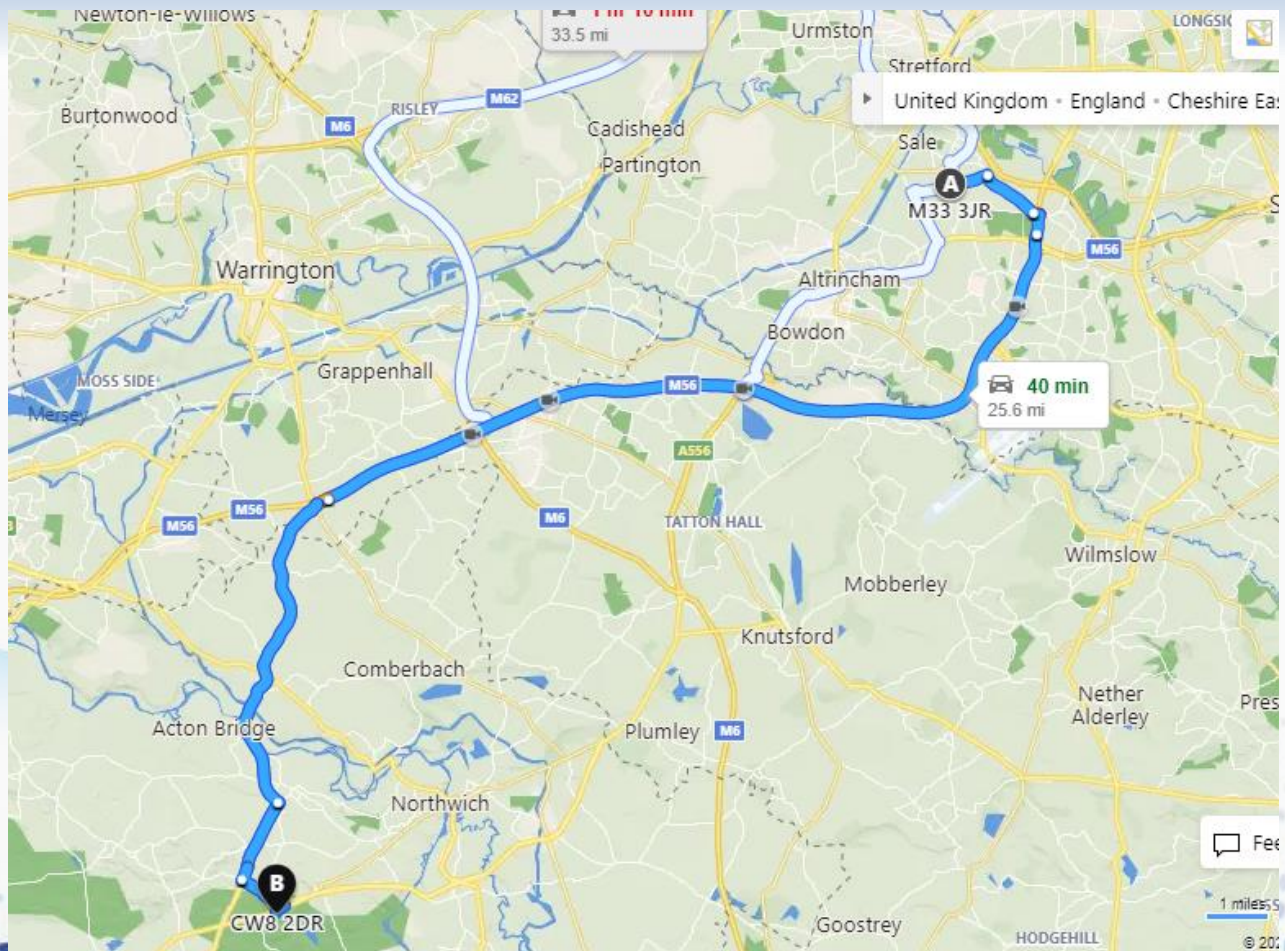 Newton-le-Willows
33.5 mi
Urmston
Stretford
United Kingdom • England • Cheshire Ea
RISLEY
M62
Burtonwood
M6
Cadishead
Partington
Sale
A
M33 3JR
M56
Warrington
Altrincham
Bowdon
MOSS SIDE
Mersey
Grappenhall
M56
40 min
25.6 mi
A556
M56
M56
M6
TATTON HALL
Wilmslow
Mobberley
Knutsford
Comberbach
Nether
Alderley
Acton Bridge
Plumley
M6
Northwich
B
CW8 2DR
Goostrey
HODGEHILL
1 miles